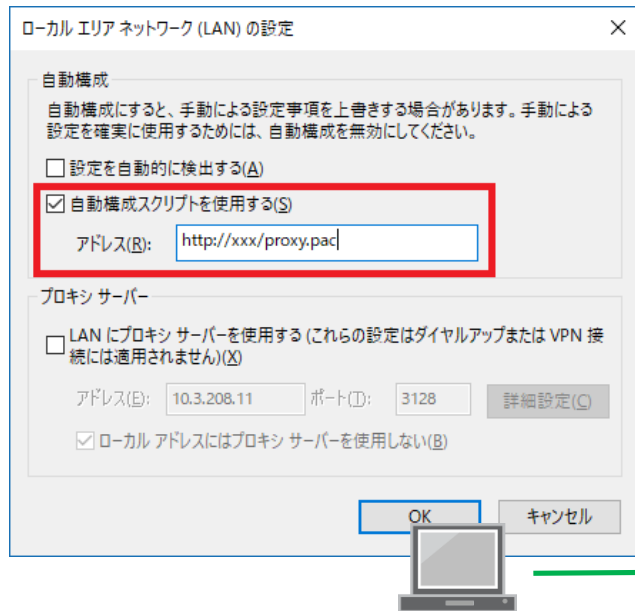 ローカル エリア ネットワーク (LAN) の設定
自動構成
自動構成にすると、手動による設定事項を上書きする場合があります。手動による
設定を確実に使用するためには、自動構成を無効にしてください。
設定を自動的に検出する(A)
自動構成スクリプトを使用する(S)
アドレス(R): http://xxx/proxy.pac
プロキシ サーバー
LAN にプロキシ サーバーを使用する (これらの設定はダイヤルアップまたは VPN 接
続には適用されません)(X)
アドレス(E): 10.3.208.11 ポート(T): 3128 詳細設定(C)
ローカル アドレスにはプロキシ サーバーを使用しない(B)
OK キャンセル